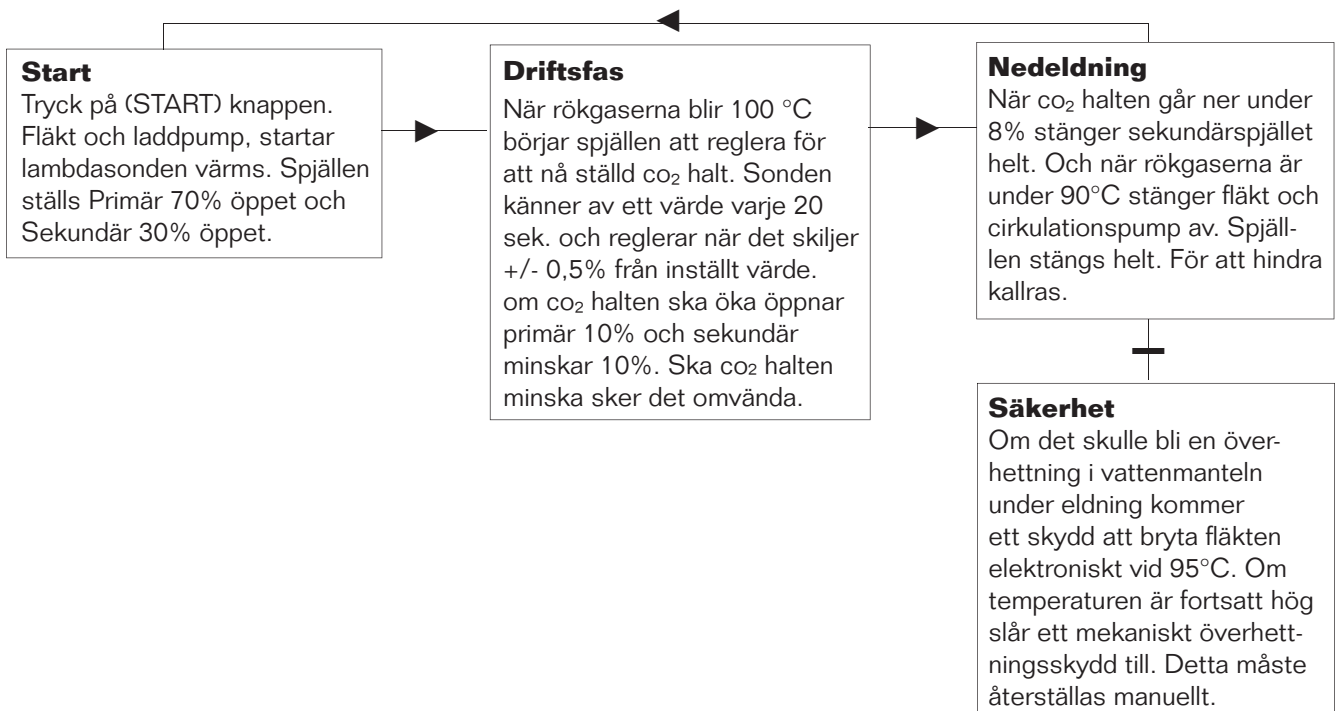 Start
Tryck på (START) knappen.
Fläkt och laddpump, startar
lambdasonden värms. Spjällen
ställs Primär 70% öppet och
Sekundär 30% öppet.
Driftsfas
När rökgaserna blir 100 °C
börjar spjällen att reglera för
att nå ställd co₂ halt. Sonden
känner av ett värde varje 20
sek. och reglerar när det skiljer
+/- 0,5% från inställt värde.
om co₂ halten ska öka öppnar
primär 10% och sekundär
minskar 10%. Ska co₂ halten
minska sker det omvända.
Nedeldning
När co₂ halten går ner under
8% stänger sekundärspjället
helt. Och när rökgaserna är
under 90°C stänger fläkt och
cirkulationspump av. Spjäll-
len stängs helt. För att hindra
kallras.
Säkerhet
Om det skulle bli en över-
hettning i vattenmanteln
under eldning kommer
ett skydd att bryta fläkten
elektroniskt vid 95°C. Om
temperaturen är fortsatt hög
slår ett mekaniskt överhett-
ningsskydd till. Detta måste
återställas manuellt.